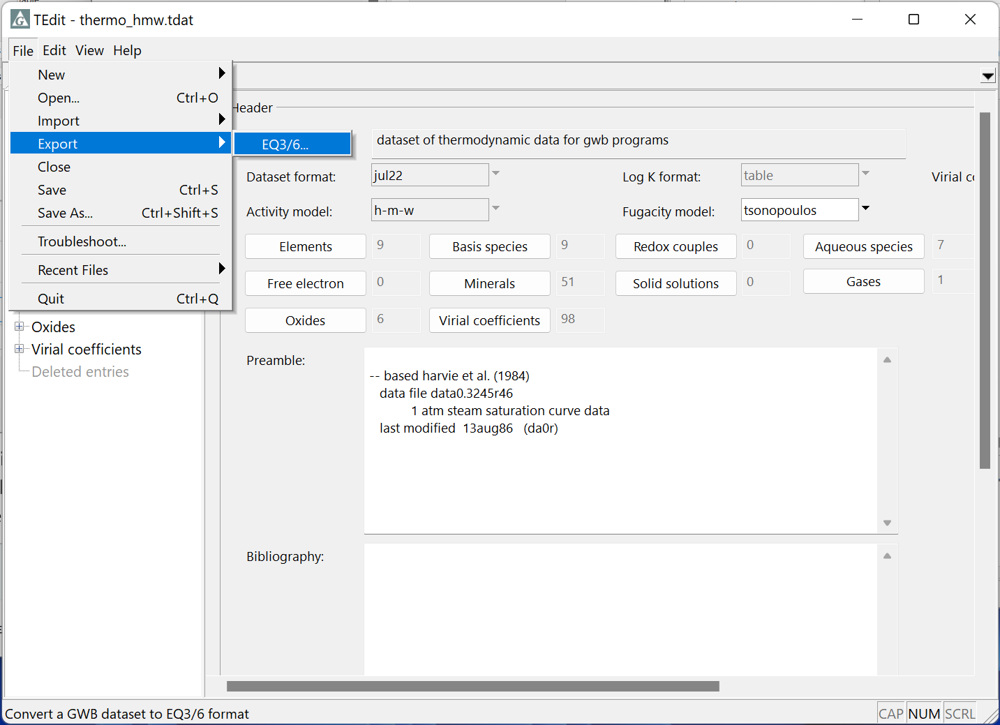 TEdit - thermo_hmw.tdat
File Edit View Help
New
Open... Ctrl+O
Import
Export
EQ3/6...
Close
Save Ctrl+S
Save As... Ctrl+Shift+S
Troubleshoot...
Recent Files
Quit Ctrl+Q
Oxides
Virial coefficients
Deleted entries
Header
dataset of thermodynamic data for gwb programs
Dataset format: jul22 Log K format: table Virial c
Activity model: h-m-w Fugacity model: tsonopoulos
Elements 9 Basis species 9 Redox couples 0 Aqueous species 7
Free electron 0 Minerals 51 Solid solutions 0 Gases 1
Oxides 6 Virial coefficients 98
Preamble:
-- based harvie et al. (1984)
data file data0.3245r46
1 atm steam saturation curve data
last modified 13aug86 (da0r)
Bibliography:
Convert a GWB dataset to EQ3/6 format
CAP NUM SCRL